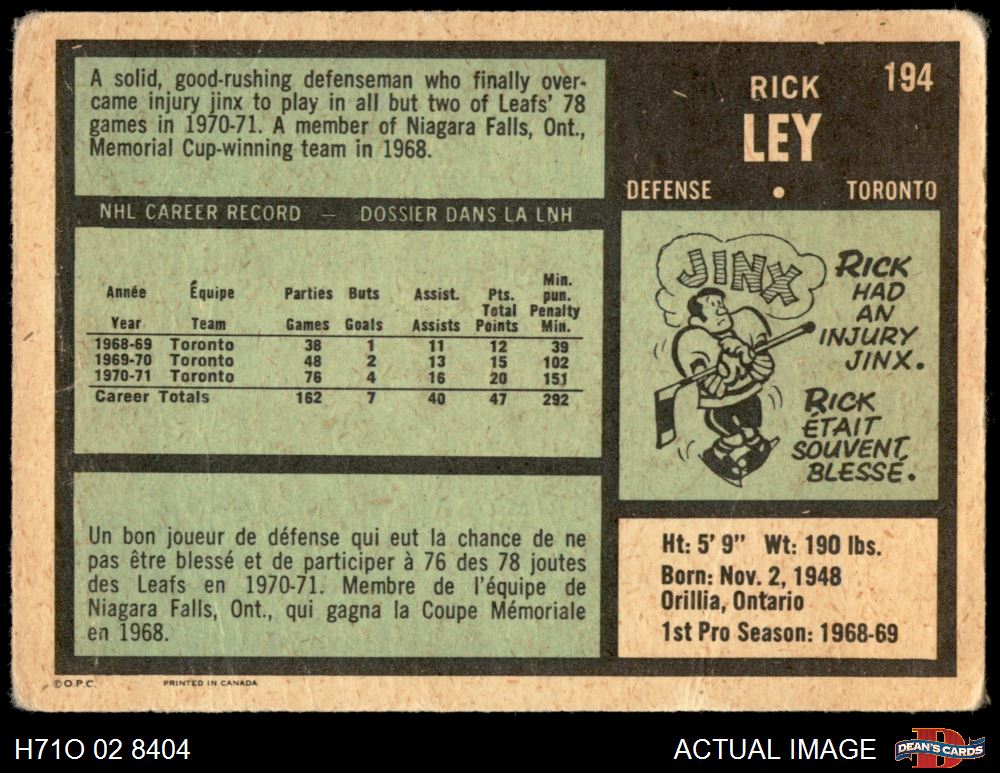 A solid, good-rushing defenseman who finally over-
came injury jinx to play in all but two of Leafs' 78
games in 1970-71. A member of Niagara Falls, Ont.,
Memorial Cup-winning team in 1968.
RICK 194
LEY
DEFENSE • TORONTO
NHL CAREER RECORD — DOSSIER DANS LA LNH
Année Équipe Parties Buts Assist. Pts. Total Min. pun.
Year Team Games Goals Assists Points Penalty Min.
1968-69 Toronto 38 1 11 12 39
1969-70 Toronto 48 2 13 15 102
1970-71 Toronto 76 4 16 20 151
Career Totals 162 7 40 47 292
JINX
RICK
HAD
AN
INJURY
JINX.
RICK
ÉTAIT
SOUVENT
BLESSÉ.
Un bon joueur de défense qui eut la chance de ne
pas être blessé et de participer à 76 des 78 joutes
des Leafs en 1970-71. Membre de l'équipe de
Niagara Falls, Ont., qui gagna la Coupe Mémoriale
en 1968.
Ht: 5' 9" Wt: 190 lbs.
Born: Nov. 2, 1948
Orillia, Ontario
1st Pro Season: 1968-69
© O.P.C. PRINTED IN CANADA
H71O 02 8404 ACTUAL IMAGE DEAN'S CARDS